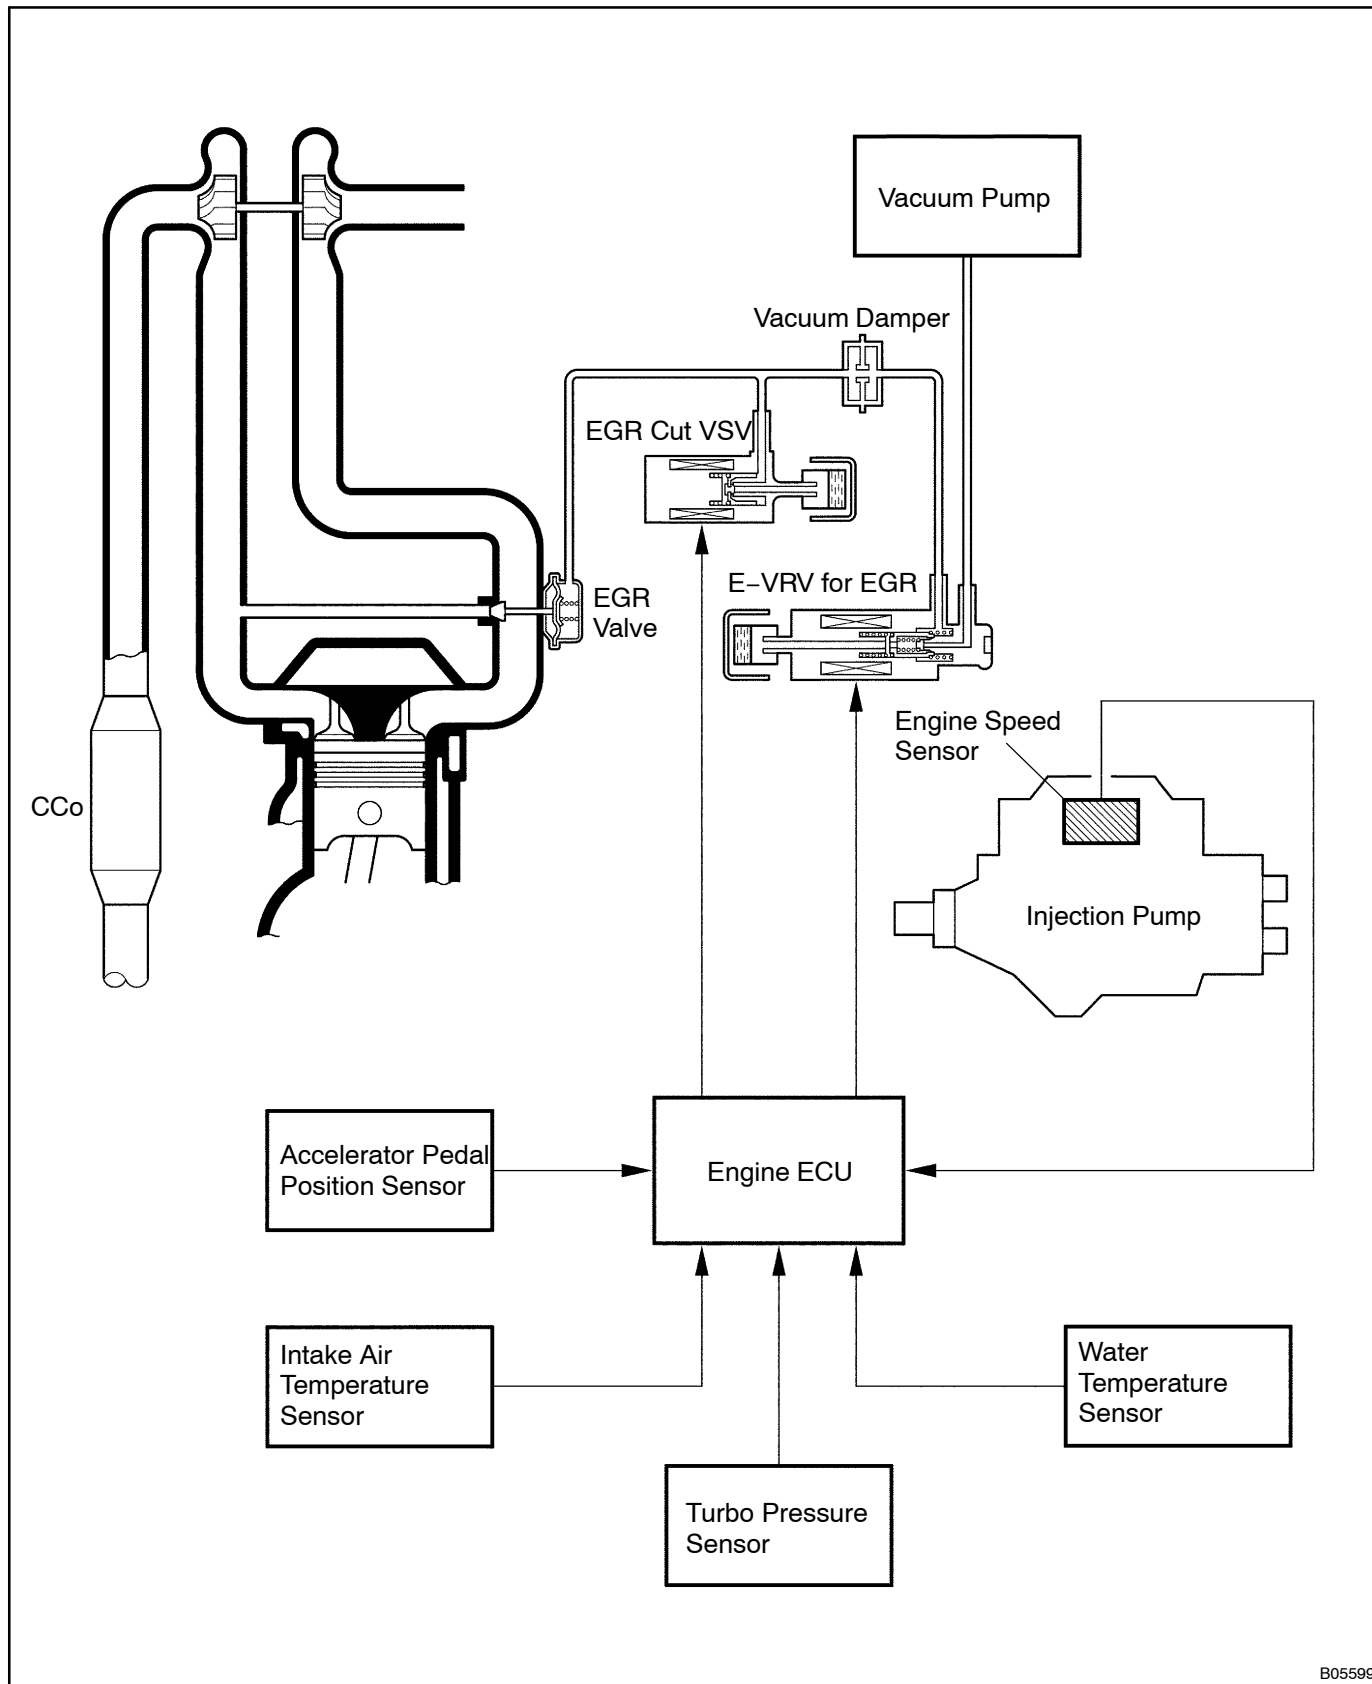 Vacuum Pump
Vacuum Damper
EGR Cut VSV
E−VRV for EGR
EGR
Valve
Engine Speed
Sensor
CCo
Injection Pump
Accelerator Pedal
Position Sensor
Engine ECU
Intake Air
Temperature
Sensor
Water
Temperature
Sensor
Turbo Pressure
Sensor
B05599